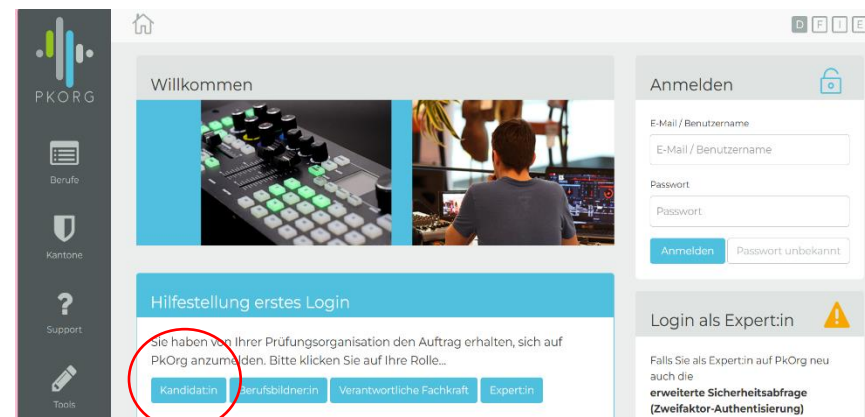 PKORG
Berufe
Kantone
Support
Tools
D F I E
Willkommen
Hilfestellung erstes Login
Sie haben von Ihrer Prüfungsorganisation den Auftrag erhalten, sich auf
PkOrg anzumelden. Bitte klicken Sie auf Ihre Rolle...
Kandidat:in Berufsbildner:in Verantwortliche Fachkraft Expert:in
Anmelden
E-Mail / Benutzername
E-Mail / Benutzername
Passwort
Passwort
Anmelden Passwort unbekannt
Login als Expert:in
Falls Sie als Expert:in auf PkOrg neu
auch die
erweiterte Sicherheitsabfrage
(Zweifaktor-Authentisierung)